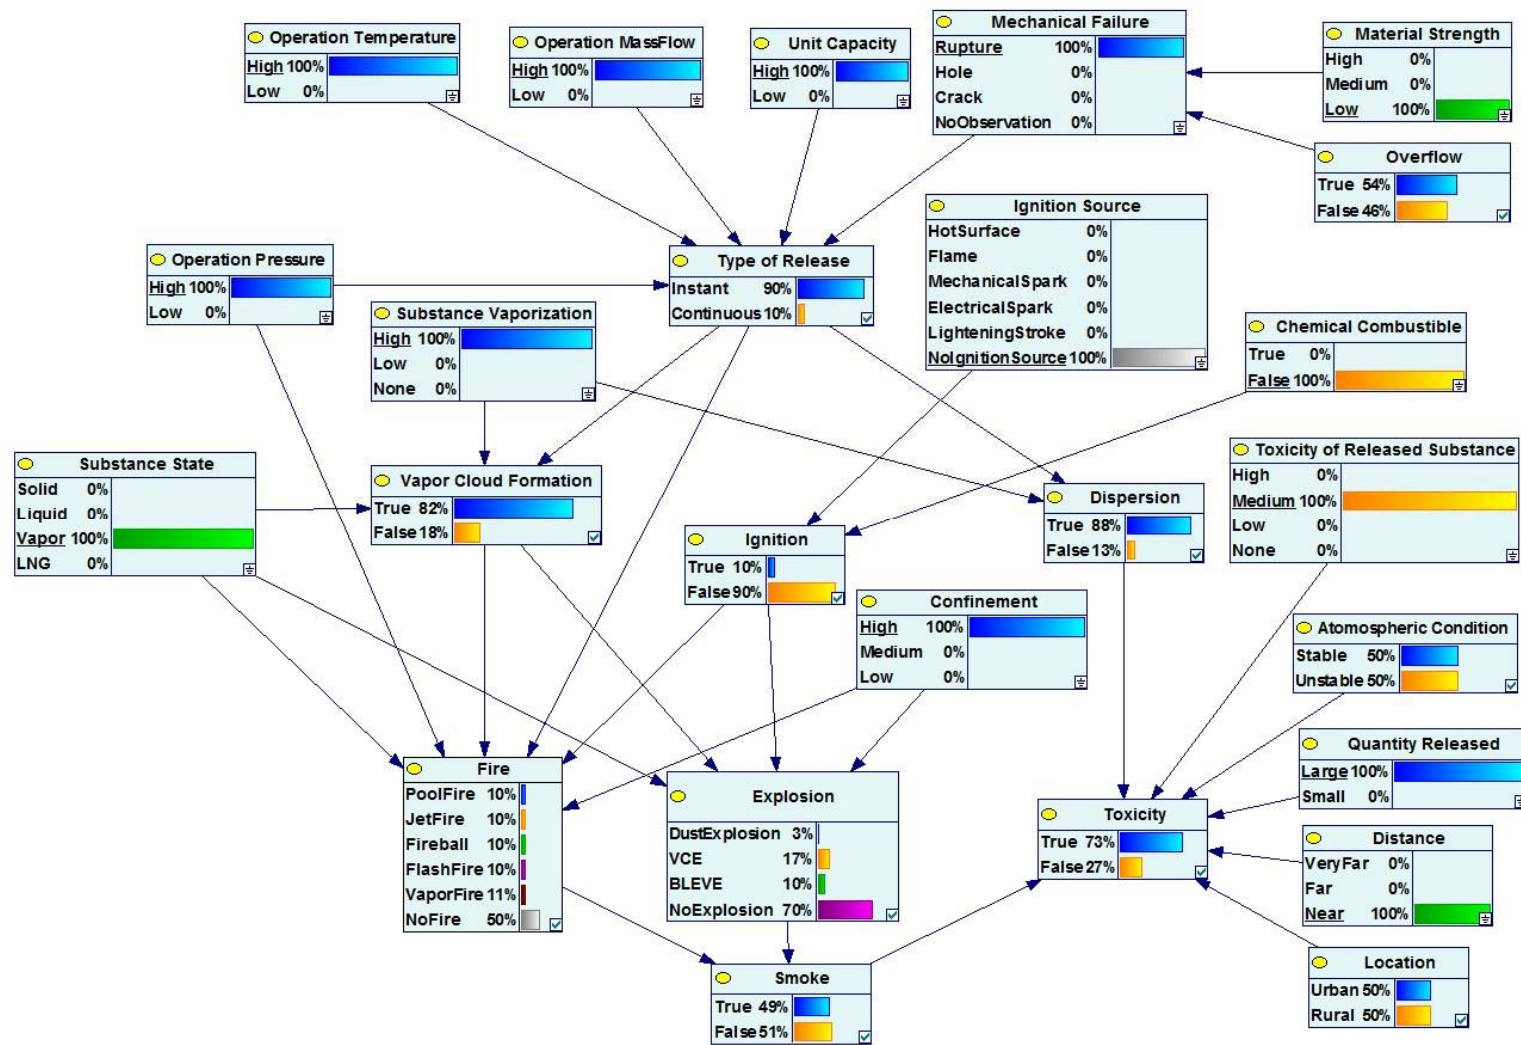 Operation Temperature
High 100%
Low 0%
Operation MassFlow
High 100%
Low 0%
Unit Capacity
High 100%
Low 0%
Mechanical Failure
Rupture 100%
Hole 0%
Crack 0%
NoObservation 0%
Material Strength
High 0%
Medium 0%
Low 100%
Overflow
True 54%
False 46%
Ignition Source
HotSurface 0%
Flame 0%
MechanicalSpark 0%
ElectricalSpark 0%
LighteningStroke 0%
NoIgnitionSource 100%
Operation Pressure
High 100%
Low 0%
Type of Release
Instant 90%
Continuous 10%
Substance Vaporization
High 100%
Low 0%
None 0%
Chemical Combustible
True 0%
False 100%
Substance State
Solid 0%
Liquid 0%
Vapor 100%
LNG 0%
Vapor Cloud Formation
True 82%
False 18%
Toxicity of Released Substance
High 0%
Medium 100%
Low 0%
None 0%
Dispersion
True 88%
False 13%
Ignition
True 10%
False 90%
Confinement
High 100%
Medium 0%
Low 0%
Atomospheric Condition
Stable 50%
Unstable 50%
Fire
PoolFire 10%
JetFire 10%
Fireball 10%
FlashFire 10%
VaporFire 11%
NoFire 50%
Explosion
DustExplosion 3%
VCE 17%
BLEVE 10%
NoExplosion 70%
Quantity Released
Large 100%
Small 0%
Toxicity
True 73%
False 27%
Distance
VeryFar 0%
Far 0%
Near 100%
Smoke
True 49%
False 51%
Location
Urban 50%
Rural 50%